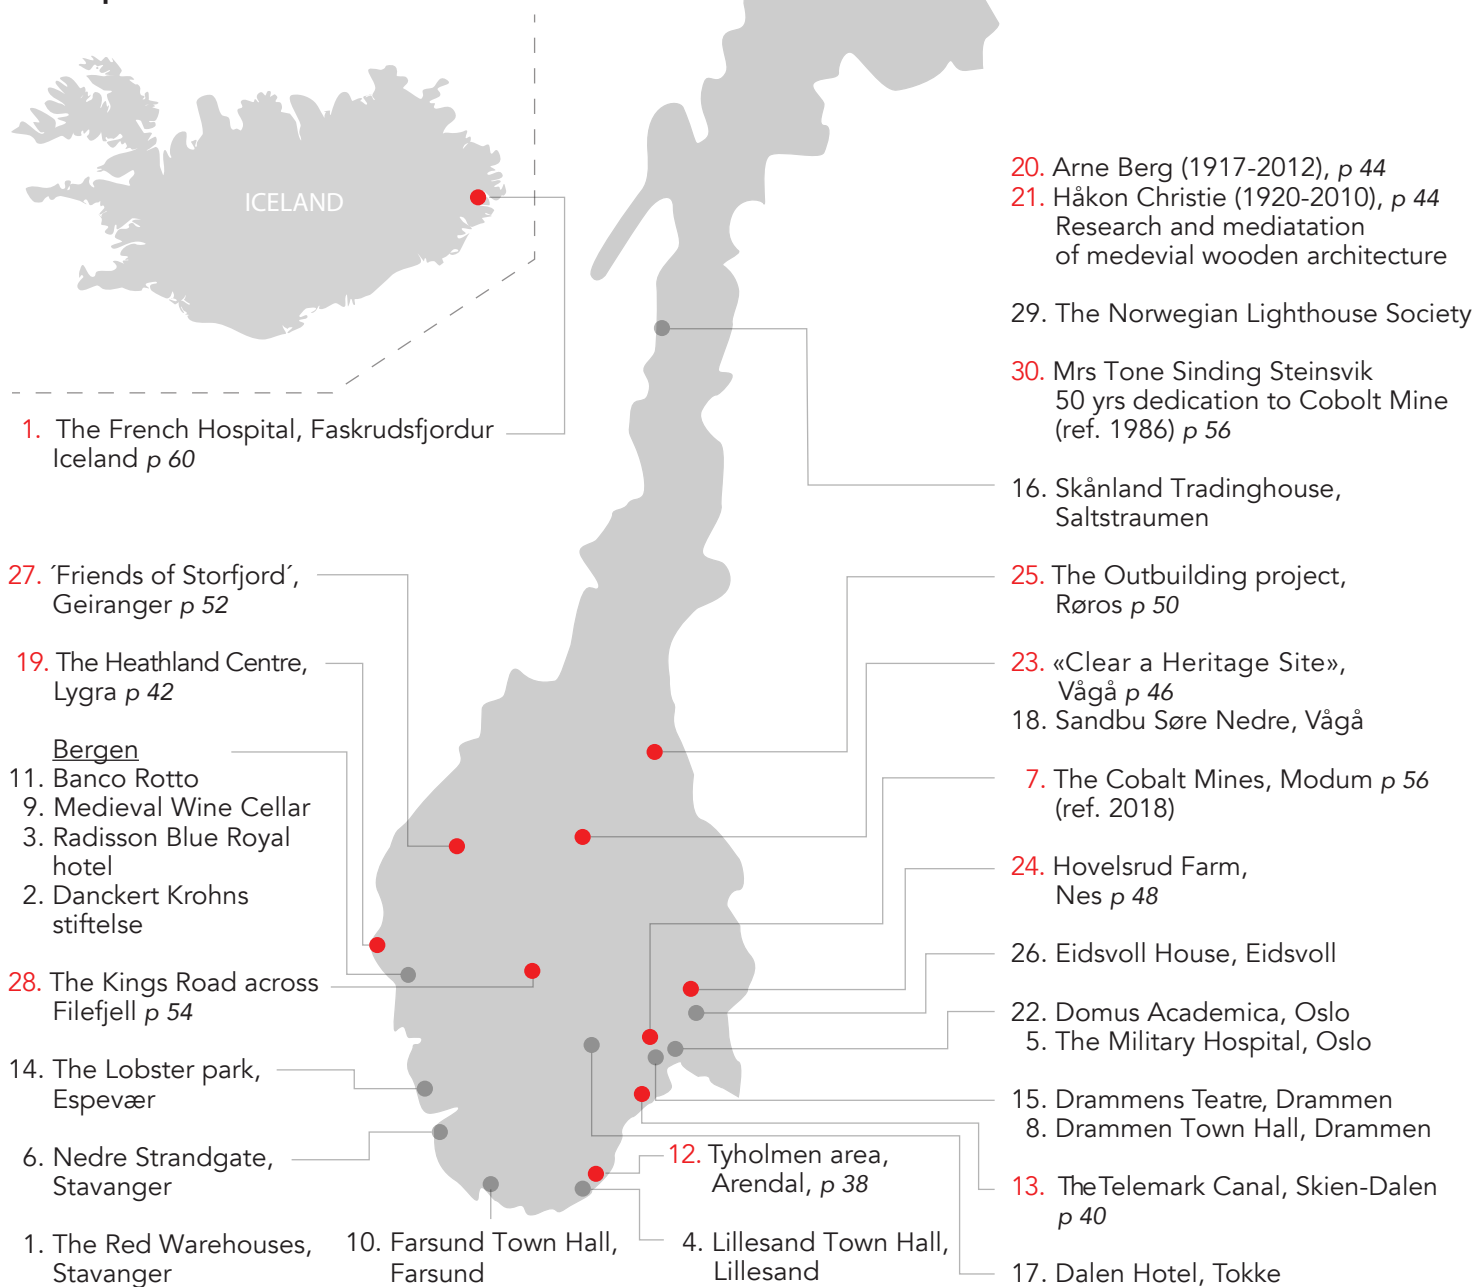 ICELAND
1. The French Hospital, Faskrudsfjordur
Iceland p 60
27. ´Friends of Storfjord´,
Geiranger p 52
19. The Heathland Centre,
Lygra p 42
Bergen
11. Banco Rotto
9. Medieval Wine Cellar
3. Radisson Blue Royal
hotel
2. Danckert Krohns
stiftelse
28. The Kings Road across
Filefjell p 54
14. The Lobster park,
Espevær
6. Nedre Strandgate,
Stavanger
1. The Red Warehouses,
Stavanger
10. Farsund Town Hall,
Farsund
12. Tyholmen area,
Arendal, p 38
4. Lillesand Town Hall,
Lillesand
20. Arne Berg (1917-2012), p 44
21. Håkon Christie (1920-2010), p 44
Research and mediatation
of medevial wooden architecture
29. The Norwegian Lighthouse Society
30. Mrs Tone Sinding Steinsvik
50 yrs dedication to Cobolt Mine
(ref. 1986) p 56
16. Skånland Tradinghouse,
Saltstraumen
25. The Outbuilding project,
Røros p 50
23. «Clear a Heritage Site»,
Vågå p 46
18. Sandbu Søre Nedre, Vågå
7. The Cobalt Mines, Modum p 56
(ref. 2018)
24. Hovelsrud Farm,
Nes p 48
26. Eidsvoll House, Eidsvoll
22. Domus Academica, Oslo
5. The Military Hospital, Oslo
15. Drammens Teatre, Drammen
8. Drammen Town Hall, Drammen
13. The Telemark Canal, Skien-Dalen
p 40
17. Dalen Hotel, Tokke